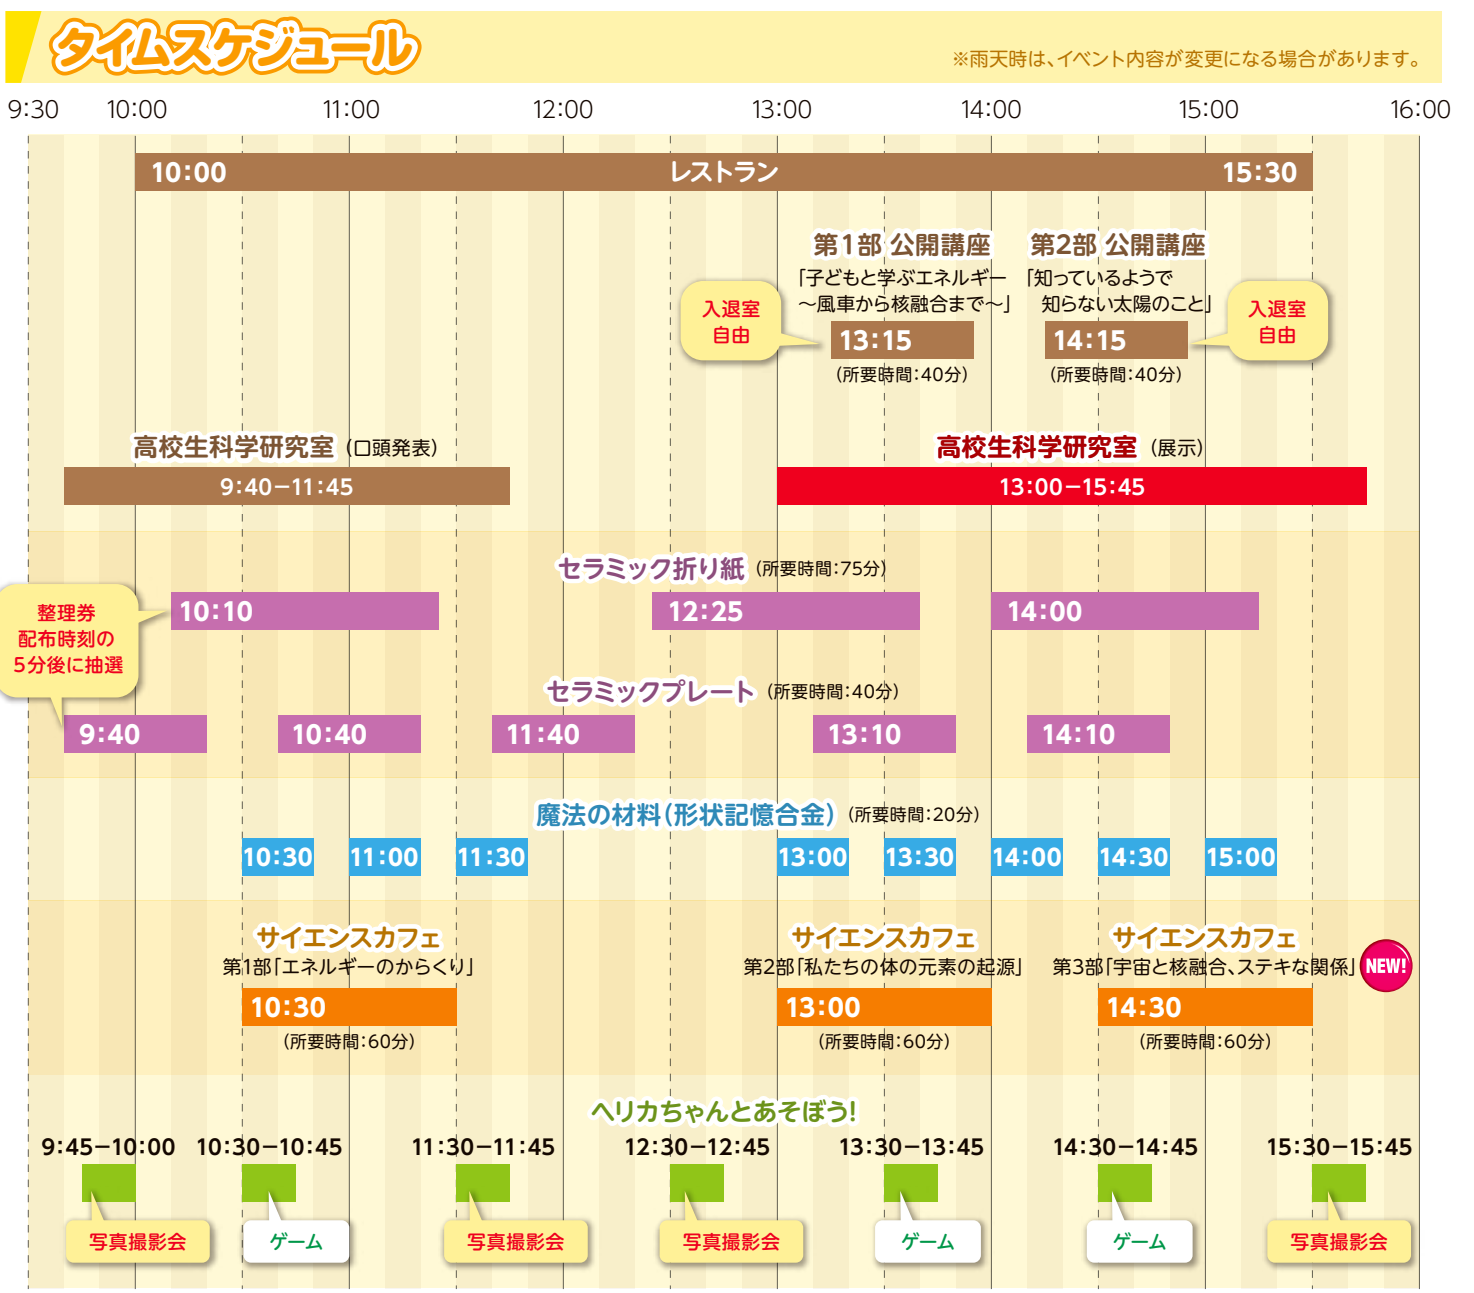 タイムスケジュール
※雨天時は、イベント内容が変更になる場合があります。
9:30 10:00 11:00 12:00 13:00 14:00 15:00 16:00
10:00 レストラン 15:30
第1部 公開講座
「子どもと学ぶエネルギー
～風車から核融合まで～」
入退室
自由
13:15
(所要時間:40分)
第2部 公開講座
「知っているようで
知らない太陽のこと」
入退室
自由
14:15
(所要時間:40分)
高校生科学研究室 (口頭発表)
9:40−11:45
高校生科学研究室 (展示)
13:00−15:45
セラミック折り紙 (所要時間:75分)
整理券
配布時刻の
5分後に抽選
10:10 12:25 14:00
セラミックプレート (所要時間:40分)
9:40 10:40 11:40 13:10 14:10
魔法の材料(形状記憶合金) (所要時間:20分)
10:30 11:00 11:30 13:00 13:30 14:00 14:30 15:00
サイエンスカフェ
第1部「エネルギーのからくり」
10:30
(所要時間:60分)
サイエンスカフェ
第2部「私たちの体の元素の起源」
13:00
(所要時間:60分)
サイエンスカフェ
第3部「宇宙と核融合、ステキな関係」 NEW!
14:30
(所要時間:60分)
ヘリカちゃんとあそぼう!
9:45−10:00 10:30−10:45 11:30−11:45 12:30−12:45 13:30−13:45 14:30−14:45 15:30−15:45
写真撮影会 ゲーム 写真撮影会 写真撮影会 ゲーム ゲーム 写真撮影会